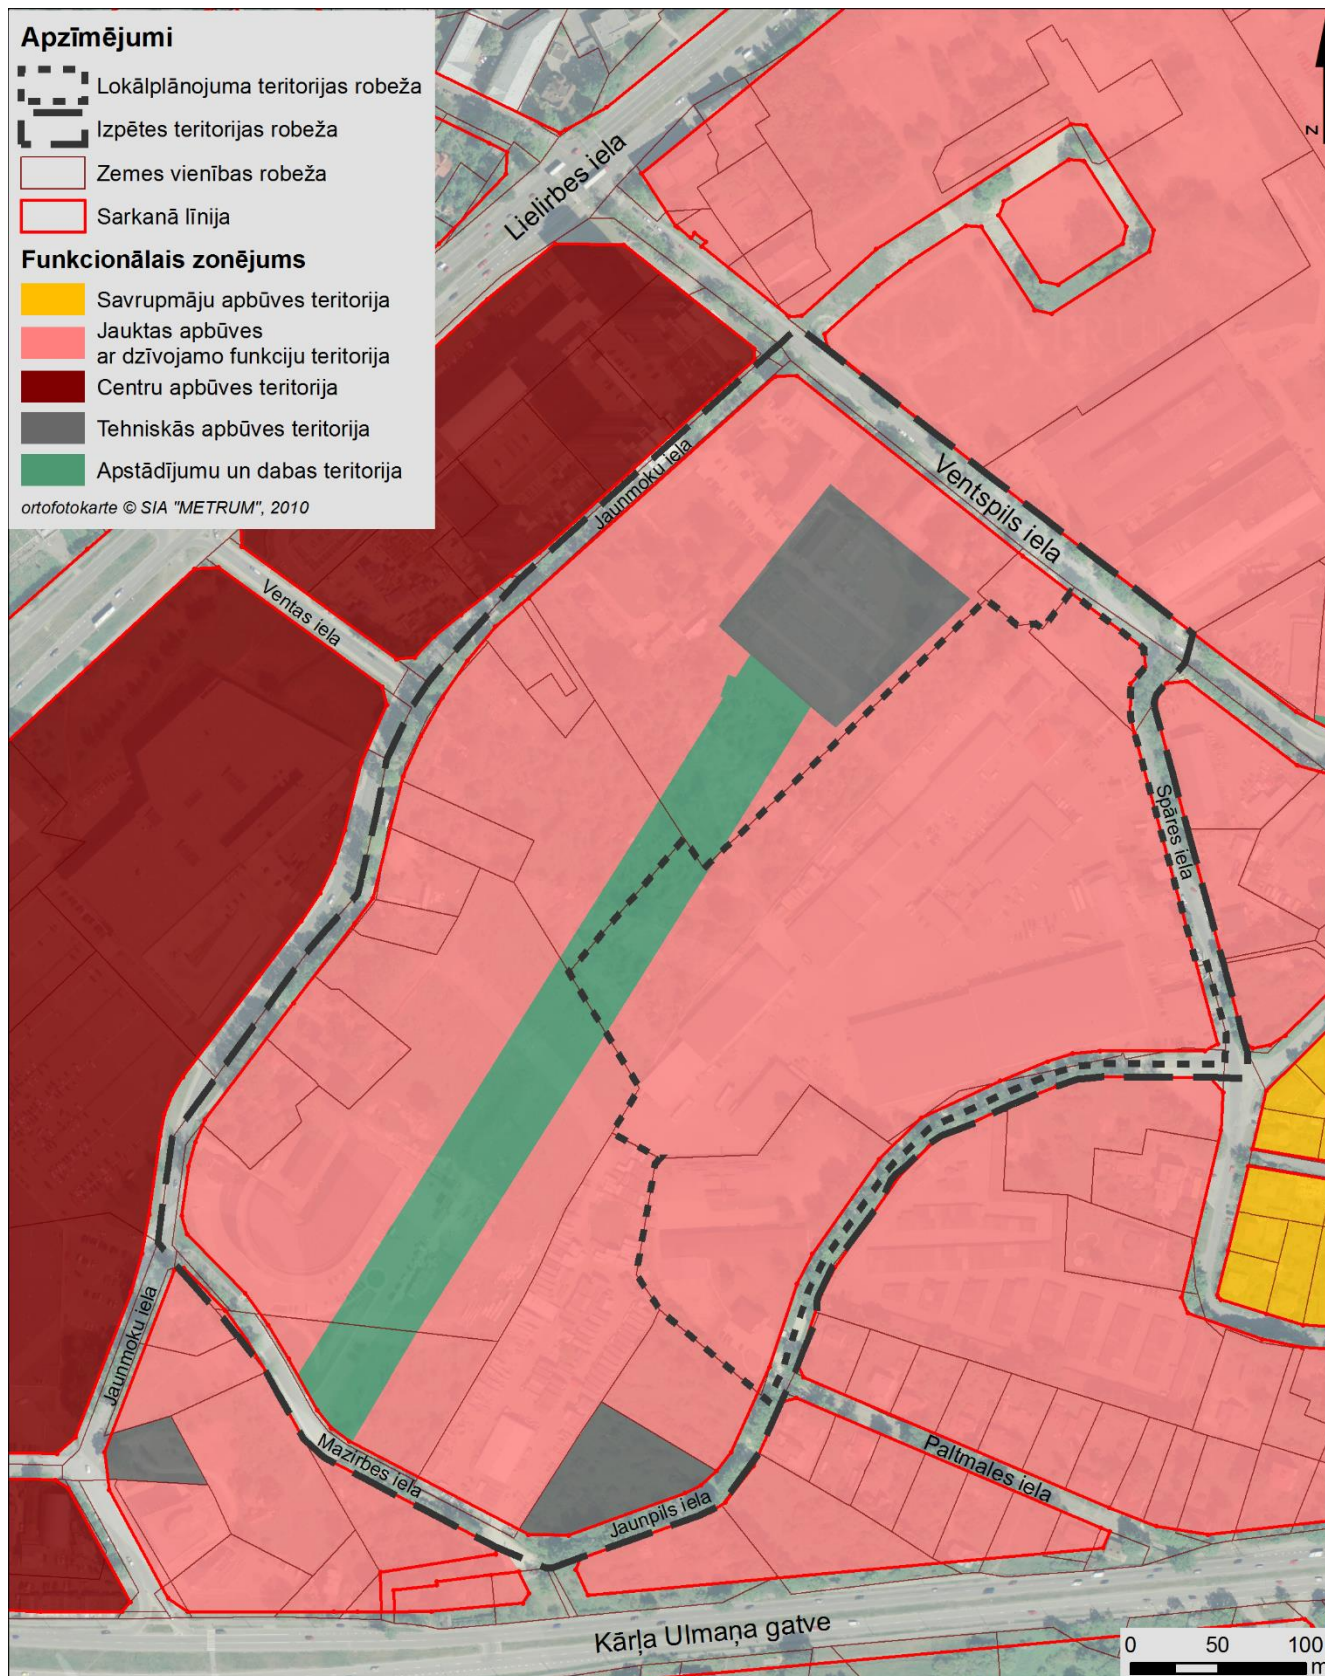 Apzīmējumi
Lokālplānojuma teritorijas robeža
Izpētes teritorijas robeža
Zemes vienības robeža
Sarkanā līnija
Funkcionālais zonējums
Savrupmāju apbūves teritorija
Jauktas apbūves
ar dzīvojamo funkciju teritorija
Centru apbūves teritorija
Tehniskās apbūves teritorija
Apstādījumu un dabas teritorija
ortofotokarte © SIA "METRUM", 2010
z
Lielirbes iela
Jaunmoku iela
Ventspils iela
Ventas iela
Spāres iela
Jaunmoku iela
Mazirbes iela
Jaunpils iela
Paltmales iela
Kārļa Ulmaņa gatve
0 50 100
m